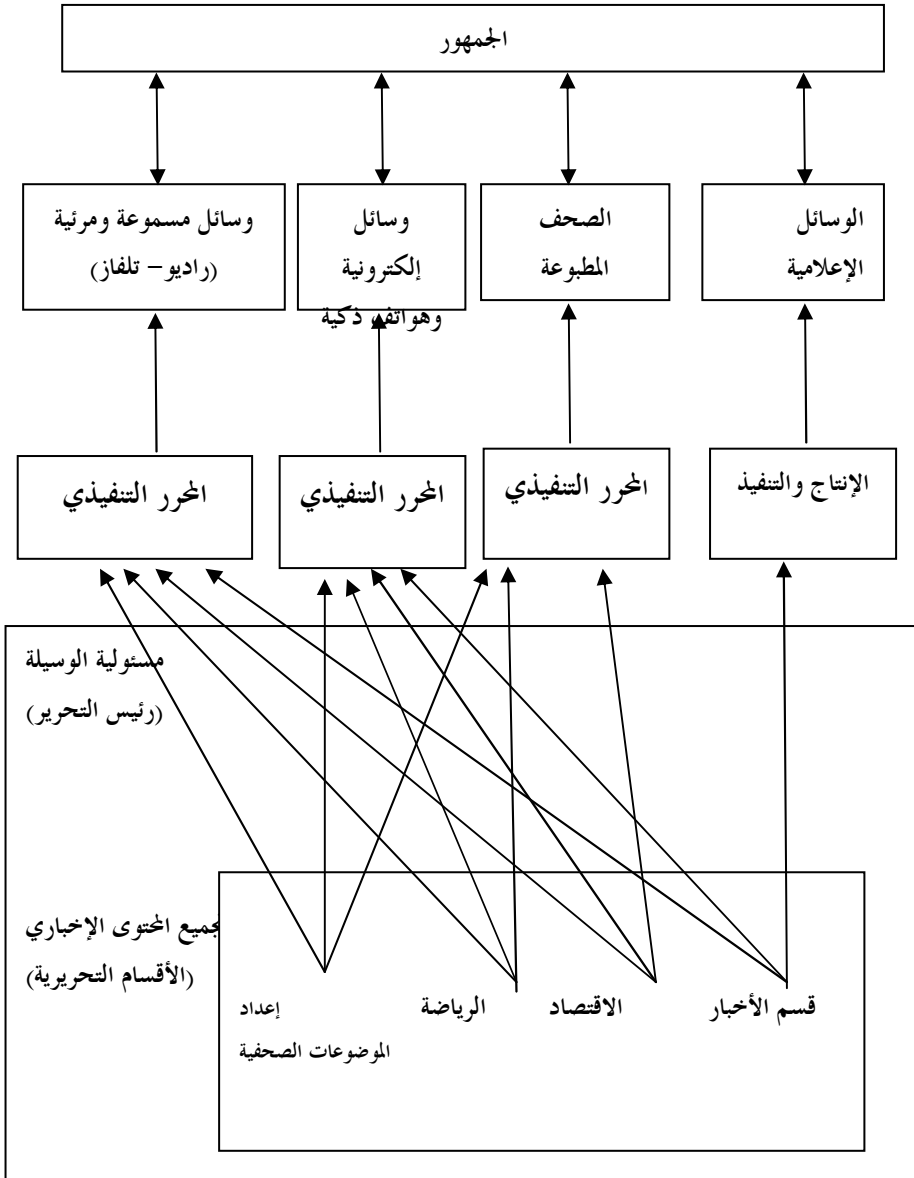 الجمهور
الوسائل
الإعلامية
الصحف
المطبوعة
وسائل
إلكترونية
وهواتف ذكية
وسائل مسموعة ومرئية
(راديو– تلفاز)
الإنتاج والتنفيذ
المحرر التنفيذي
المحرر التنفيذي
المحرر التنفيذي
مسئولية الوسيلة
(رئيس التحرير)
تجميع المحتوى الإخباري
(الأقسام التحريرية)
قسم الأخبار
الاقتصاد
الرياضة
إعداد
الموضوعات الصحفية